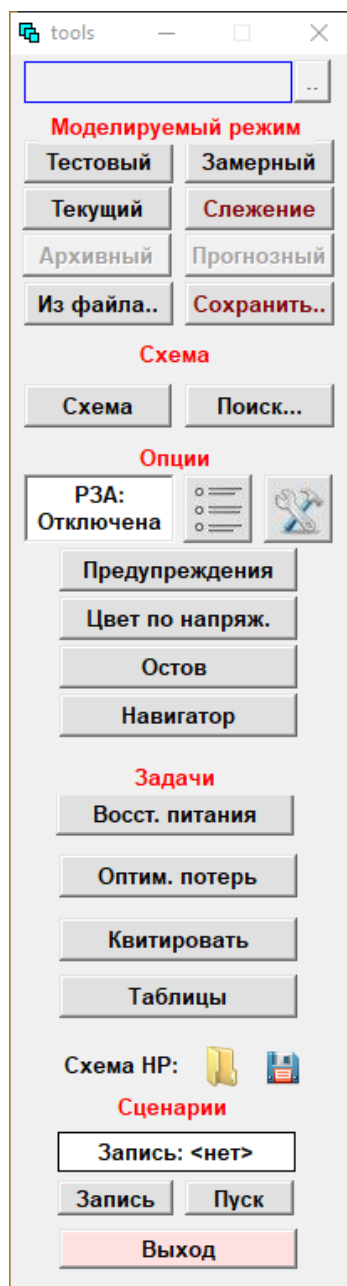 tools
..
Моделируемый режим
Тестовый Замерный
Текущий Слежение
Архивный Прогнозный
Из файла.. Сохранить..
Схема
Схема Поиск...
Опции
РЗА:
Отключена
Предупреждения
Цвет по напряж.
Остов
Навигатор
Задачи
Восст. питания
Оптим. потерь
Квитировать
Таблицы
Схема НР:
Сценарии
Запись: <нет>
Запись Пуск
Выход